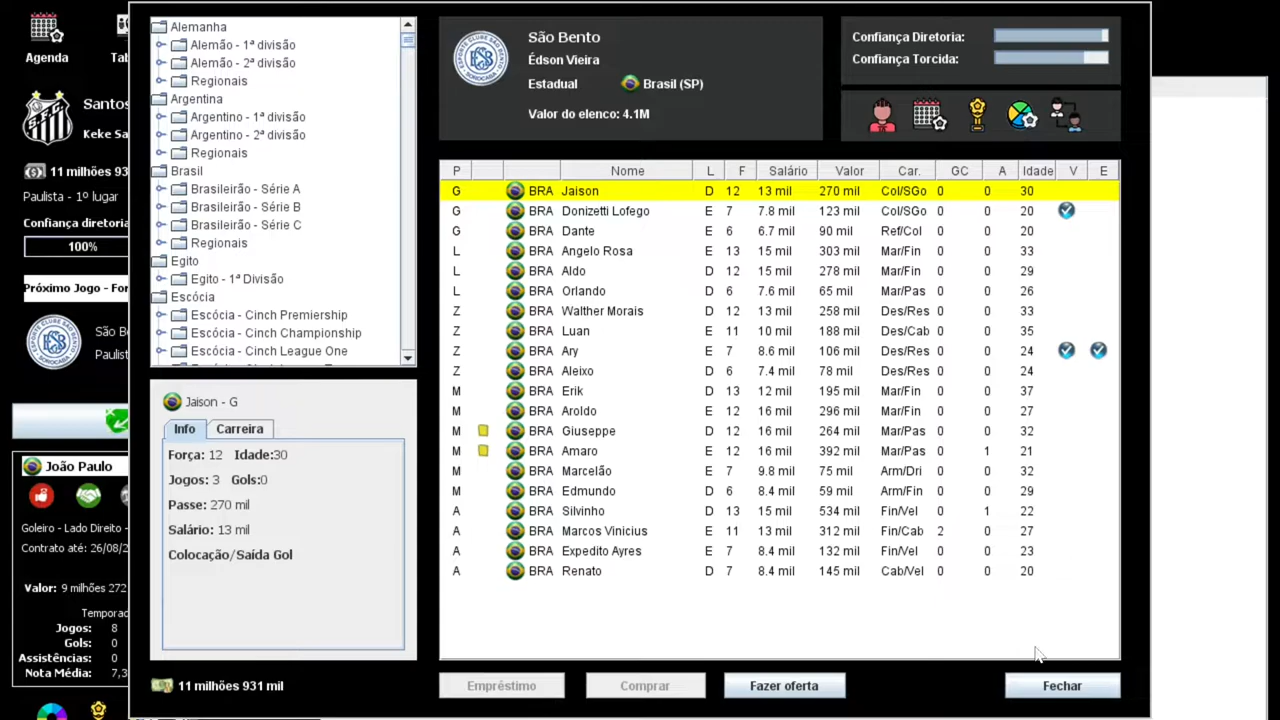 Agenda
Tab
Santos
Keke Sa
11 milhões 93
Paulista - 1º lugar
Confiança diretoria
100%
Próximo Jogo - For
São Be
Paulist
João Paulo
Goleiro - Lado Direito -
Contrato até: 26/08/2
Valor: 9 milhões 272
Temporad
Jogos: 8
Gols: 0
Assistências: 0
Nota Média: 7,3
Alemanha
Alemão - 1ª divisão
Alemão - 2ª divisão
Regionais
Argentina
Argentino - 1ª divisão
Argentino - 2ª divisão
Regionais
Brasil
Brasileirão - Série A
Brasileirão - Série B
Brasileirão - Série C
Regionais
Egito
Egito - 1ª Divisão
Escócia
Escócia - Cinch Premiership
Escócia - Cinch Championship
Escócia - Cinch League One
Jaison - G
Info Carreira
Força: 12 Idade:30
Jogos: 3 Gols:0
Passe: 270 mil
Salário: 13 mil
Colocação/Saída Gol
11 milhões 931 mil
São Bento
Édson Vieira
Estadual Brasil (SP)
Valor do elenco: 4.1M
Confiança Diretoria:
Confiança Torcida:
P Nome L F Salário Valor Car. GC A Idade V E
G BRA Jaison D 12 13 mil 270 mil Col/SGo 0 0 30
G BRA Donizetti Lofego E 7 7.8 mil 123 mil Col/SGo 0 0 20
G BRA Dante E 6 6.7 mil 90 mil Ref/Col 0 0 20
L BRA Angelo Rosa E 13 15 mil 303 mil Mar/Fin 0 0 33
L BRA Aldo D 12 15 mil 278 mil Mar/Fin 0 0 29
L BRA Orlando D 6 7.6 mil 65 mil Mar/Pas 0 0 26
Z BRA Walther Morais D 12 13 mil 258 mil Des/Res 0 0 33
Z BRA Luan E 11 10 mil 188 mil Des/Cab 0 0 35
Z BRA Ary E 7 8.6 mil 106 mil Des/Res 0 0 24
Z BRA Aleixo D 6 7.4 mil 78 mil Des/Res 0 0 24
M BRA Erik D 13 12 mil 195 mil Mar/Fin 0 0 37
M BRA Aroldo E 12 16 mil 296 mil Mar/Fin 0 0 27
M BRA Giuseppe D 12 16 mil 264 mil Mar/Pas 0 0 32
M BRA Amaro E 12 16 mil 392 mil Mar/Pas 0 1 21
M BRA Marcelão E 7 9.8 mil 75 mil Arm/Dri 0 0 32
M BRA Edmundo D 6 8.4 mil 59 mil Arm/Fin 0 0 29
A BRA Silvinho D 13 15 mil 534 mil Fin/Vel 0 1 22
A BRA Marcos Vinicius E 11 13 mil 312 mil Fin/Cab 2 0 27
A BRA Expedito Ayres E 7 8.4 mil 132 mil Fin/Vel 0 0 23
A BRA Renato D 7 8.4 mil 145 mil Cab/Vel 0 0 20
Empréstimo Comprar Fazer oferta Fechar